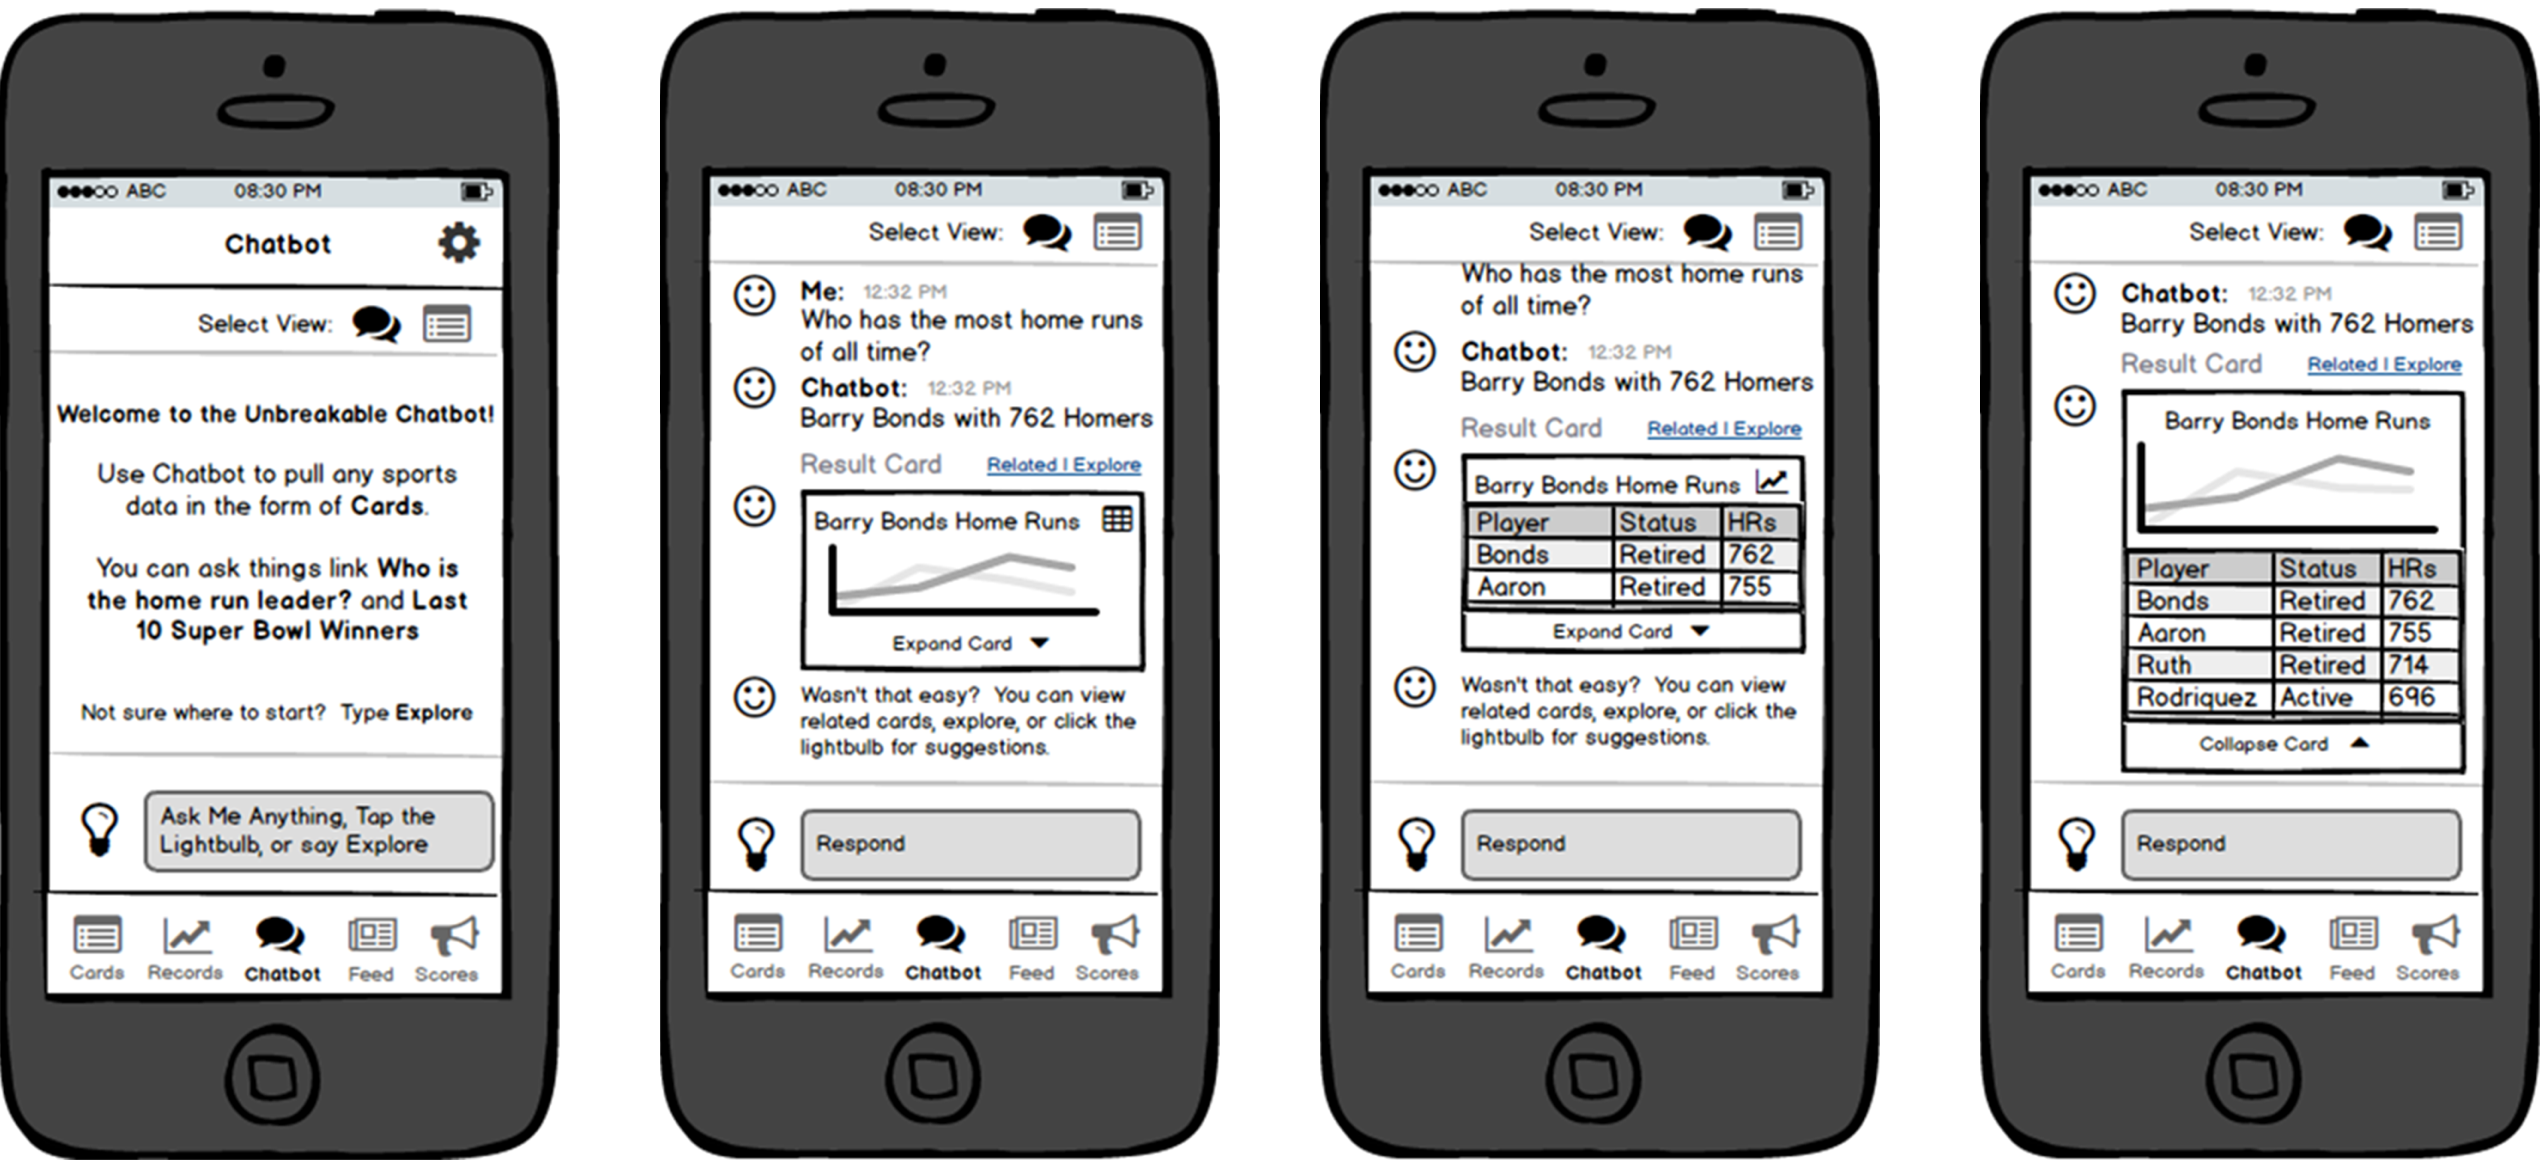 ABC 08:30 PM
Chatbot
Select View:
Welcome to the Unbreakable Chatbot!
Use Chatbot to pull any sports
data in the form of Cards.
You can ask things link Who is
the home run leader? and Last
10 Super Bowl Winners
Not sure where to start? Type Explore
Ask Me Anything, Tap the
Lightbulb, or say Explore
Cards Records Chatbot Feed Scores
ABC 08:30 PM
Select View:
Me: 12:32 PM
Who has the most home runs
of all time?
Chatbot: 12:32 PM
Barry Bonds with 762 Homers
Result Card Related | Explore
Barry Bonds Home Runs
Expand Card
Wasn't that easy? You can view
related cards, explore, or click the
lightbulb for suggestions.
Respond
Cards Records Chatbot Feed Scores
ABC 08:30 PM
Select View:
Who has the most home runs
of all time?
Chatbot: 12:32 PM
Barry Bonds with 762 Homers
Result Card Related | Explore
Barry Bonds Home Runs
Player Status HRs
Bonds Retired 762
Aaron Retired 755
Expand Card
Wasn't that easy? You can view
related cards, explore, or click the
lightbulb for suggestions.
Respond
Cards Records Chatbot Feed Scores
ABC 08:30 PM
Select View:
Chatbot: 12:32 PM
Barry Bonds with 762 Homers
Result Card Related | Explore
Barry Bonds Home Runs
Player Status HRs
Bonds Retired 762
Aaron Retired 755
Ruth Retired 714
Rodriquez Active 696
Collapse Card
Respond
Cards Records Chatbot Feed Scores